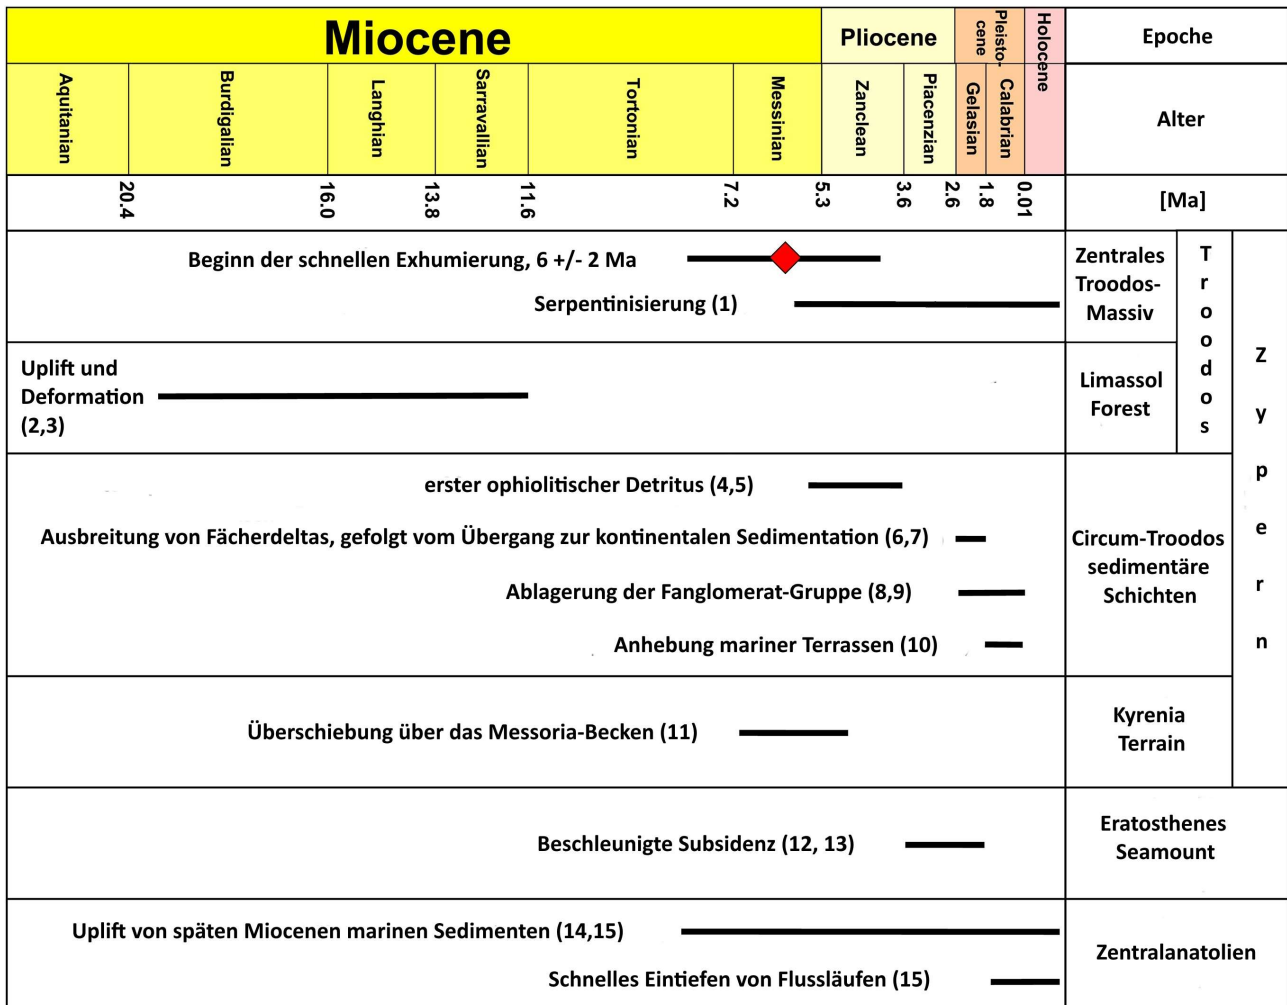 Miocene
Pliocene
Pleisto-
cene
Holocene
Epoche
Aquitanian
Burdigalian
Langhian
Sarravallian
Tortonian
Messinian
Zanclean
Piacenzian
Gelasian
Calabrian
Alter
20.4
16.0
13.8
11.6
7.2
5.3
3.6
2.6
1.8
0.01
[Ma]
Beginn der schnellen Exhumierung, 6 +/- 2 Ma
Serpentinisierung (1)
Zentrales
Troodos-
Massiv
Troodos
Zypern
Uplift und
Deformation
(2,3)
Limassol
Forest
erster ophiolitischer Detritus (4,5)
Ausbreitung von Fächerdeltas, gefolgt vom Übergang zur kontinentalen Sedimentation (6,7)
Ablagerung der Fanglomerat-Gruppe (8,9)
Anhebung mariner Terrassen (10)
Circum-Troodos
sedimentäre
Schichten
Überschiebung über das Messoria-Becken (11)
Kyrenia
Terrain
Beschleunigte Subsidenz (12, 13)
Eratosthenes
Seamount
Uplift von späten Miocenen marinen Sedimenten (14,15)
Schnelles Eintiefen von Flussläufen (15)
Zentralanatolien